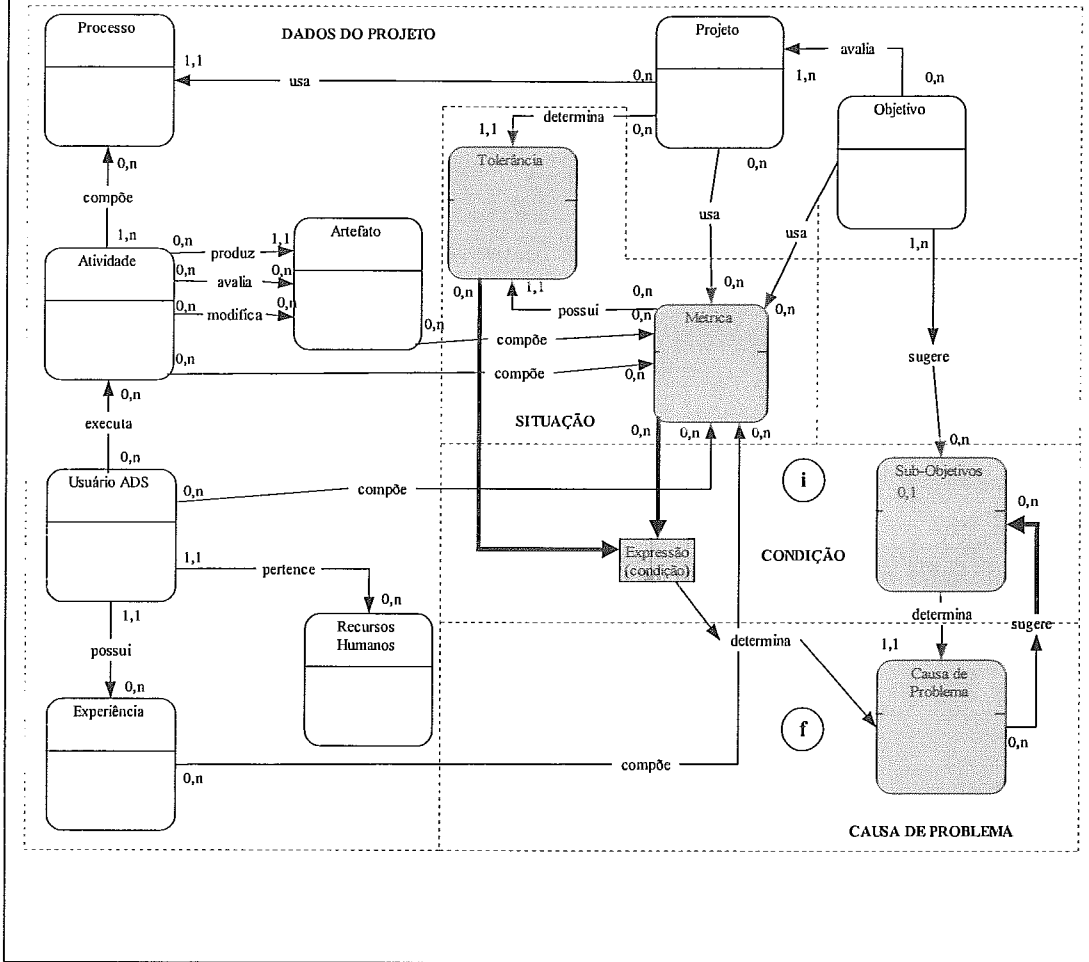 Processo
DADOS DO PROJETO
Projeto
avalia
1,1
0,n
1,n
0,n
usa
Objetivo
determina
1,1
0,n
Tolerância
0,n
0,n
compõe
usa
usa
1,n
0,n
produz
1,1
Artefato
1,n
Atividade
0,n
avalia
0,n
0,n
1,1
0,n
0,n
modifica
0,n
possui
0,n
Métrica
0,n
0,n
compõe
0,n
compõe
0,n
sugere
0,n
executa
SITUAÇÃO
0,n
0,n
0,n
0,n
0,n
Usuário ADS
0,n
compõe
i
Sub-Objetivos
0,1
0,n
Expressão
(condição)
CONDIÇÃO
1,1
pertence
0,n
1,1
determina
sugere
Recursos
Humanos
possui
determina
1,1
Causa de
Problema
0,n
Experiência
f
0,n
0,n
compõe
CAUSA DE PROBLEMA